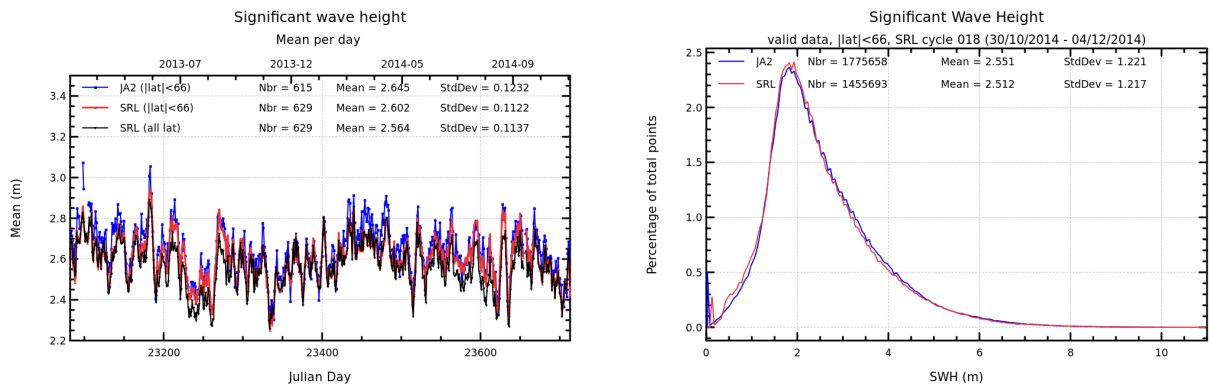 Significant wave height
Mean per day
2013-07 2013-12 2014-05 2014-09
JA2 (|lat|<66) Nbr = 615 Mean = 2.645 StdDev = 0.1232
SRL (|lat|<66) Nbr = 629 Mean = 2.602 StdDev = 0.1122
SRL (all lat) Nbr = 629 Mean = 2.564 StdDev = 0.1137
3.4
3.2
3.0
2.8
2.6
2.4
2.2
Mean (m)
23200 23400 23600
Julian Day
Significant Wave Height
valid data, |lat|<66, SRL cycle 018 (30/10/2014 - 04/12/2014)
JA2 Nbr = 1775658 Mean = 2.551 StdDev = 1.221
SRL Nbr = 1455693 Mean = 2.512 StdDev = 1.217
2.5
2.0
1.5
1.0
0.5
0.0
Percentage of total points
0 2 4 6 8 10
SWH (m)